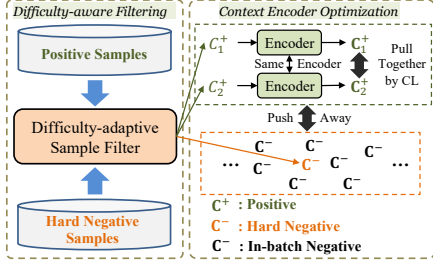 Difficulty-aware Filtering
Context Encoder Optimization
Positive Samples
Difficulty-adaptive
Sample Filter
Hard Negative
Samples
C₁⁺ Encoder C₁⁺
Same Encoder
C₂⁺ Encoder C₂⁺
Pull
Together
by CL
Push Away
C⁻ C⁻ C⁻
... C⁻ C⁻ C⁻ ...
C⁻ C⁻ C⁻
C⁺ : Positive
C⁻ : Hard Negative
C⁻ : In-batch Negative